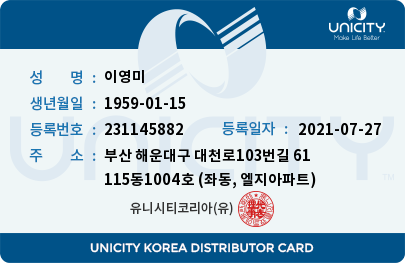 UNICITY
Make Life Better
성 명 : 이영미
생년월일 : 1959-01-15
등록번호 : 231145882 등록일자 : 2021-07-27
주 소 : 부산 해운대구 대천로103번길 61
115동1004호 (좌동, 엘지아파트)
유니시티코리아(유)
UNICITY
UNICITY KOREA DISTRIBUTOR CARD